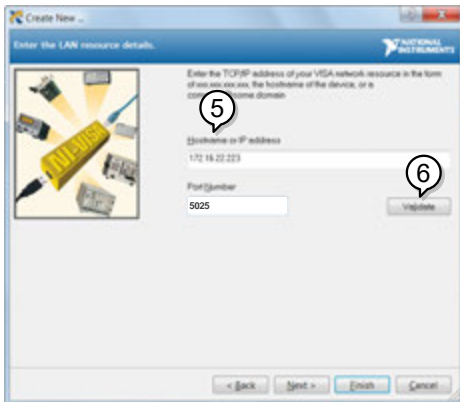 Create New ...
Enter the LAN resource details.
NATIONAL
INSTRUMENTS
Enter the TCP/IP address of your VISA network resource in the form
of xxx.xxx.xxx.xxx, the hostname of the device, or a
some.domain
5
Hostname or IP address
172.16.22.223
6
Port Number
5025
Validate
NI-VISA
< Back
Next >
Finish
Cancel